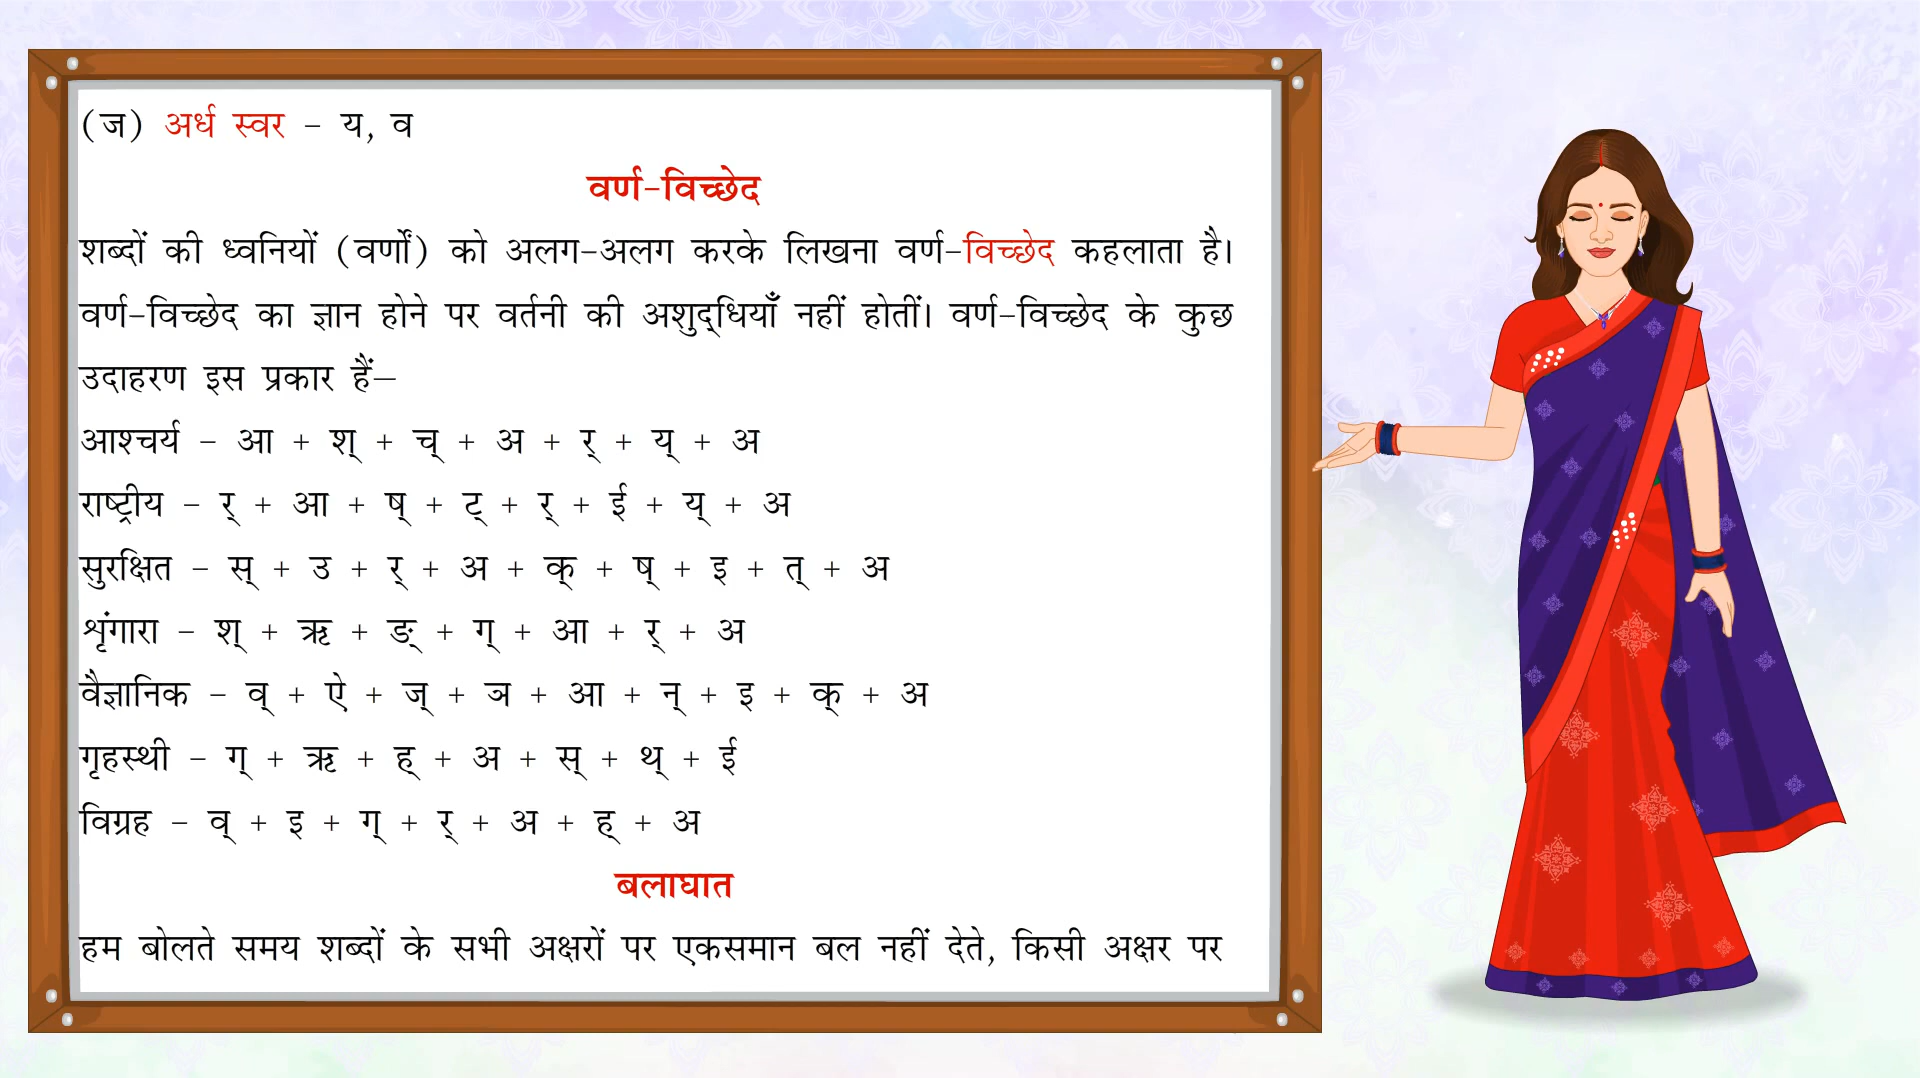 (ज) अर्ध स्वर - य, व
वर्ण-विच्छेद
शब्दों की ध्वनियों (वर्णों) को अलग-अलग करके लिखना वर्ण-विच्छेद कहलाता है।
वर्ण-विच्छेद का ज्ञान होने पर वर्तनी की अशुद्‌धियाँ नहीं होतीं। वर्ण-विच्छेद के कुछ
उदाहरण इस प्रकार हैं–
आश्चर्य - आ + श् + च् + अ + र् + य् + अ
राष्ट्रीय - र् + आ + ष् + ट् + र् + ई + य् + अ
सुरक्षित - स् + उ + र् + अ + क् + ष् + इ + त् + अ
शृंगारा - श् + ऋ + ङ् + ग् + आ + र् + अ
वैज्ञानिक - व् + ऐ + ज् + ञ + आ + न् + इ + क् + अ
गृहस्थी - ग् + ऋ + ह् + अ + स् + थ् + ई
विग्रह - व् + इ + ग् + र् + अ + ह् + अ
बलाघात
हम बोलते समय शब्दों के सभी अक्षरों पर एकसमान बल नहीं देते, किसी अक्षर पर